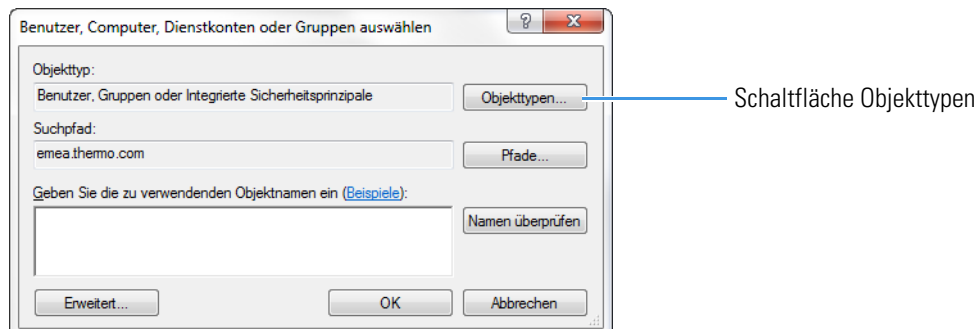 Benutzer, Computer, Dienstkonten oder Gruppen auswählen
Objekttyp:
Benutzer, Gruppen oder Integrierte Sicherheitsprinzipale
Objekttypen...
Schaltfläche Objekttypen
Suchpfad:
emea.thermo.com
Pfade...
Geben Sie die zu verwendenden Objektnamen ein (Beispiele):
Namen überprüfen
Erweitert...
OK
Abbrechen